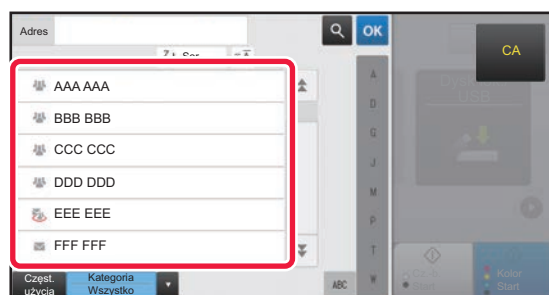 Adres
OK
CA
AAA AAA
BBB BBB
CCC CCC
DDD DDD
EEE EEE
FFF FFF
A
D
G
J
M
P
T
W
USB
Częst.
użycia
Kategoria
Wszystko
ABC
Kolor
Start